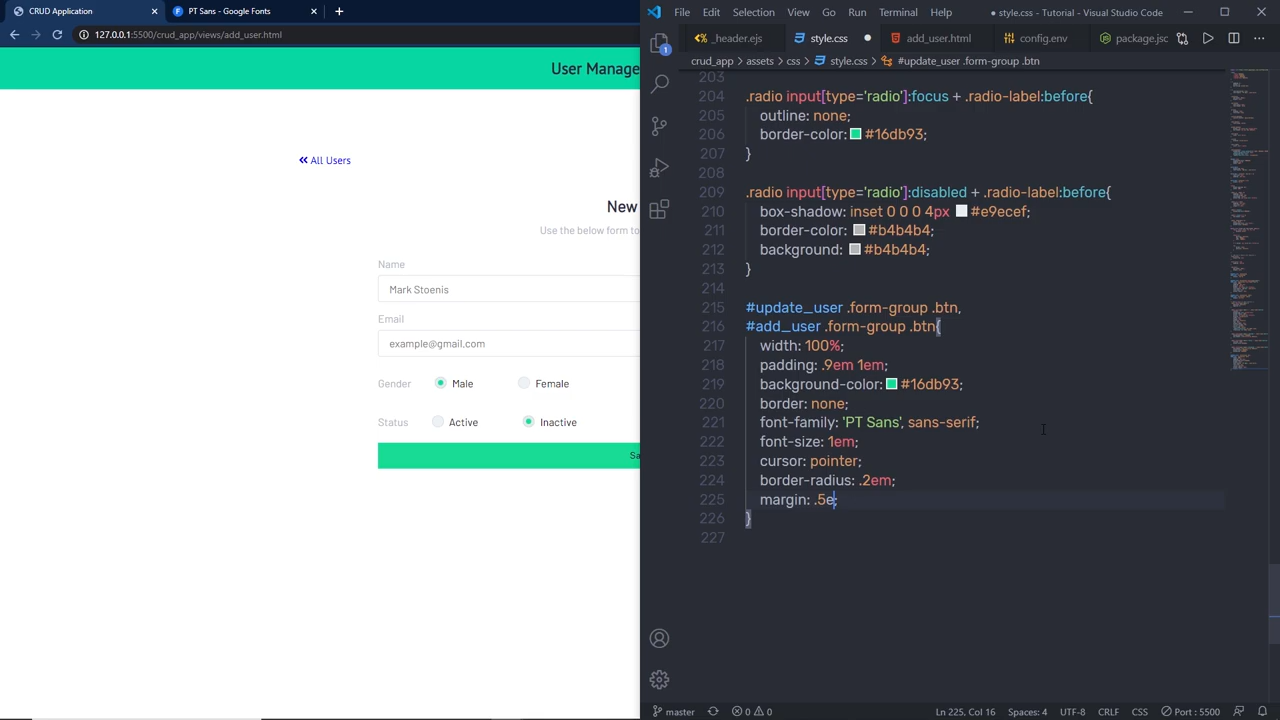 CRUD Application
PT Sans - Google Fonts
127.0.0.1:5500/crud_app/views/add_user.html
User Manage
All Users
New
Use the below form to
Name
Mark Stoenis
Email
example@gmail.com
Gender
Male
Female
Status
Active
Inactive
Sa
File Edit Selection View Go Run Terminal Help
● style.css - Tutorial - Visual Studio Code
_header.ejs
style.css
add_user.html
config.env
package.jsc
crud_app > assets > css > style.css > #update_user .form-group .btn
203
204 .radio input[type='radio']:focus + .radio-label:before{
205 outline: none;
206 border-color: #16db93;
207 }
208
209 .radio input[type='radio']:disabled + .radio-label:before{
210 box-shadow: inset 0 0 0 4px #e9ecef;
211 border-color: #b4b4b4;
212 background: #b4b4b4;
213 }
214
215 #update_user .form-group .btn,
216 #add_user .form-group .btn{
217 width: 100%;
218 padding: .9em 1em;
219 background-color: #16db93;
220 border: none;
221 font-family: 'PT Sans', sans-serif;
222 font-size: 1em;
223 cursor: pointer;
224 border-radius: .2em;
225 margin: .5e;
226 }
227
1
master
0 0
Ln 225, Col 16
Spaces: 4
UTF-8
CRLF
CSS
Port : 5500